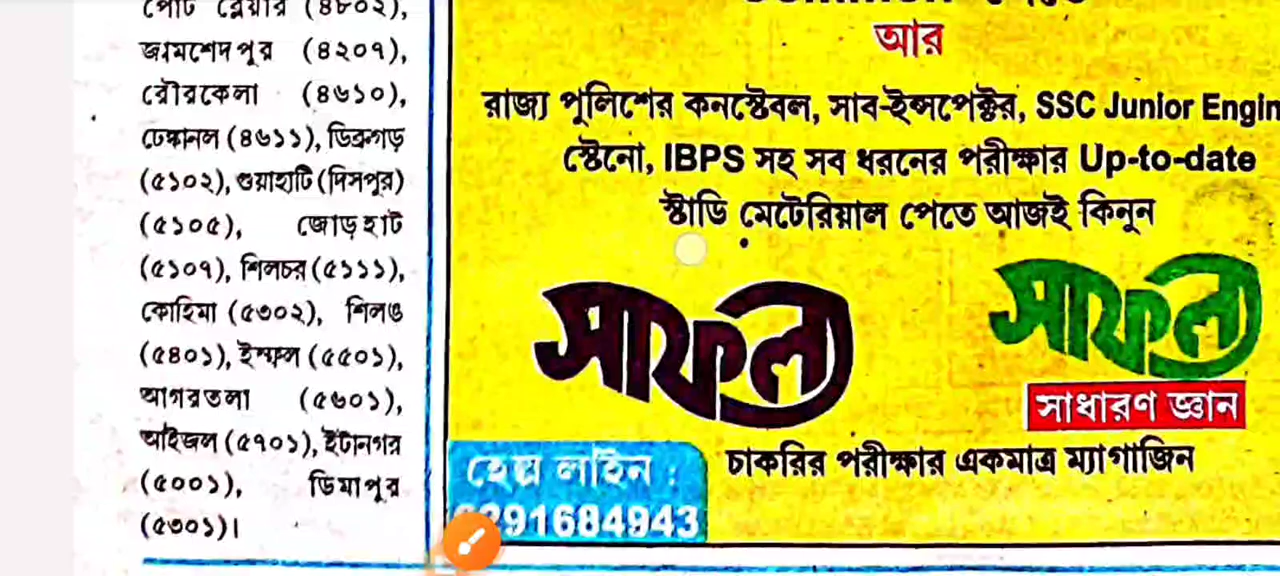 পোর্ট ব্লেয়ার (৪৮০২),
জামশেদপুর (৪২০৭),
রৌরকেলা (৪৬১০),
ঢেঙ্কানল (৪৬১১), ডিব্রুগড়
(৫১০২), গুয়াহাটি (দিসপুর)
(৫১০৫), জোড়হাট
(৫১০৭), শিলচর (৫১১১),
কোহিমা (৫৩০২), শিলঙ
(৫৪০১), ইম্ফল (৫৫০১),
আগরতলা (৫৬০১),
আইজল (৫৭০১), ইটানগর
(৫০০১), ডিমাপুর
(৫৩০১)।
আর
রাজ্য পুলিশের কনস্টেবল, সাব-ইন্সপেক্টর, SSC Junior Engin
স্টেনো, IBPS সহ সব ধরনের পরীক্ষার Up-to-date
স্টাডি মেটেরিয়াল পেতে আজই কিনুন
সাফল্য
সাফল্য
সাধারণ জ্ঞান
চাকরির পরীক্ষার একমাত্র ম্যাগাজিন
হেল্প লাইন :
291684943